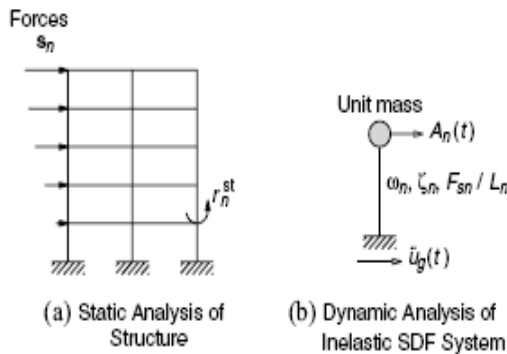 Forces
sₙ
rₙˢᵗ
(a) Static Analysis of
Structure
Unit mass
Aₙ(t)
ωₙ, ζₙ, Fₛₙ / Lₙ
ü_g(t)
(b) Dynamic Analysis of
Inelastic SDF System